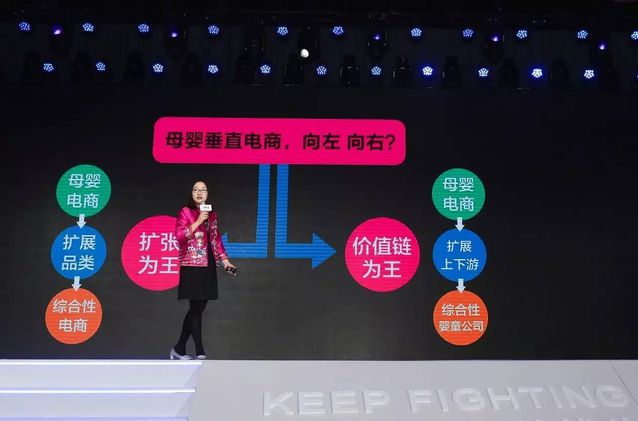 母婴垂直电商，向左 向右?
母婴
电商
扩展
品类
综合性
电商
扩张
为王
价值链
为王
母婴
电商
扩展
上下游
综合性
婴童公司
KEEP FIGHTING